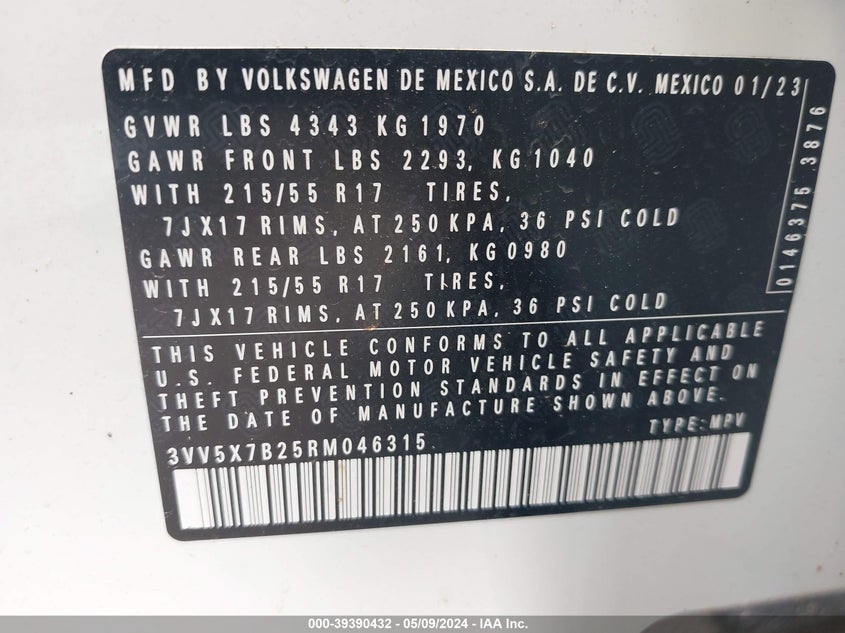 MFD BY VOLKSWAGEN DE MEXICO S.A. DE C.V. MEXICO 01/23
GVWR LBS 4343 KG 1970
GAWR FRONT LBS 2293, KG 1040
WITH 215/55 R17 TIRES,
7JX17 RIMS, AT 250 KPA, 36 PSI COLD
GAWR REAR LBS 2161, KG 0980
WITH 215/55 R17 TIRES,
7JX17 RIMS, AT 250 KPA, 36 PSI COLD
0146375 3876
THIS VEHICLE CONFORMS TO ALL APPLICABLE
U.S. FEDERAL MOTOR VEHICLE SAFETY AND
THEFT PREVENTION STANDARDS IN EFFECT ON
THE DATE OF MANUFACTURE SHOWN ABOVE.
TYPE: MPV
3VV5X7B25RM046315
000-39390432 - 05/09/2024 - IAA Inc.